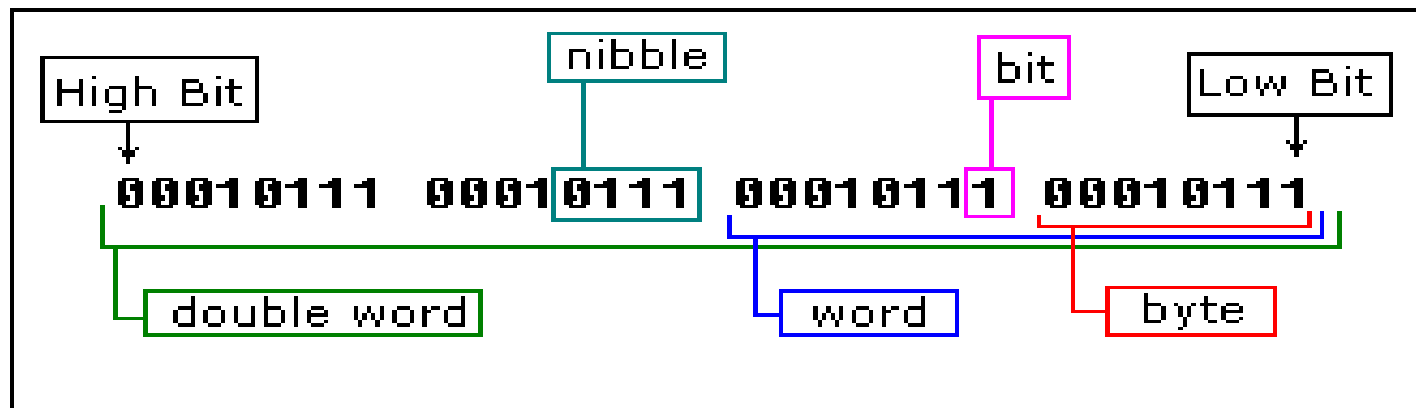 nibble
bit
High Bit
Low Bit
00010111 00010111 00010111 00010111
double word
word
byte